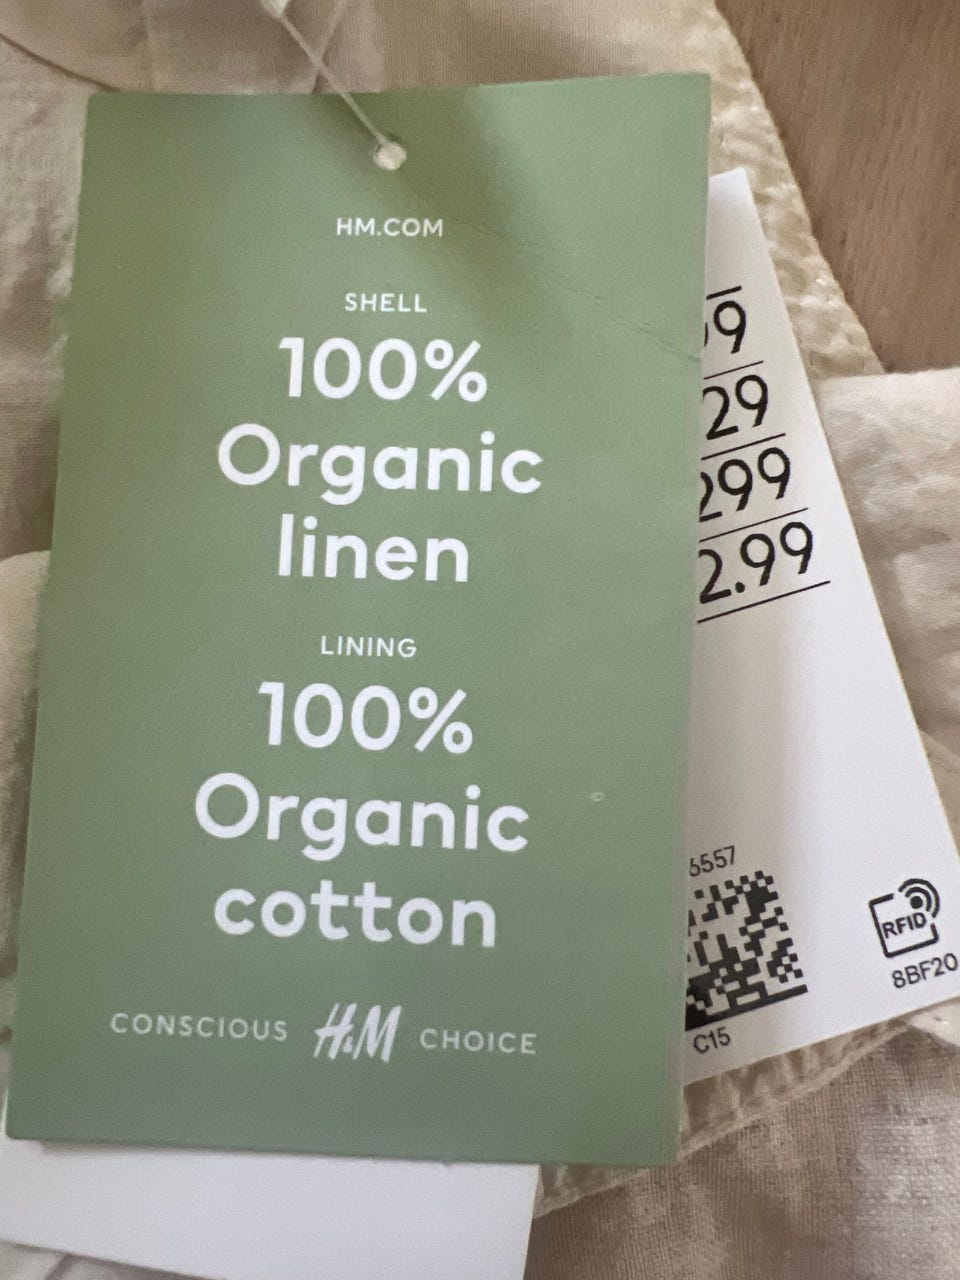 HM.COM
SHELL
100%
Organic
linen
LINING
100%
Organic
cotton
CONSCIOUS H&M CHOICE
9
29
299
2.99
6557
C15
RFID
8BF20